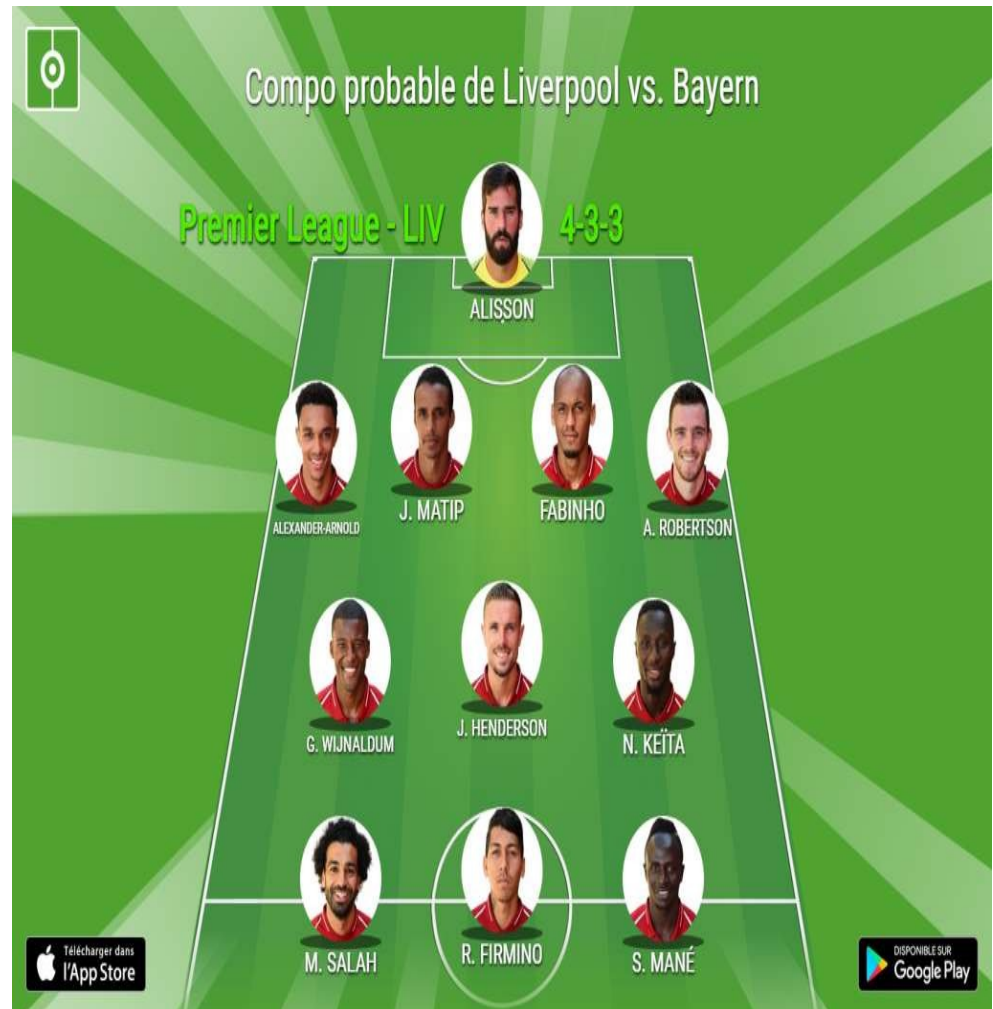 Compo probable de Liverpool vs. Bayern
Premier League - LIV 4-3-3
ALISSON
ALEXANDER-ARNOLD
J. MATIP
FABINHO
A. ROBERTSON
G. WIJNALDUM
J. HENDERSON
N. KEÏTA
M. SALAH
R. FIRMINO
S. MANÉ
Télécharger dans
l'App Store
DISPONIBLE SUR
Google Play